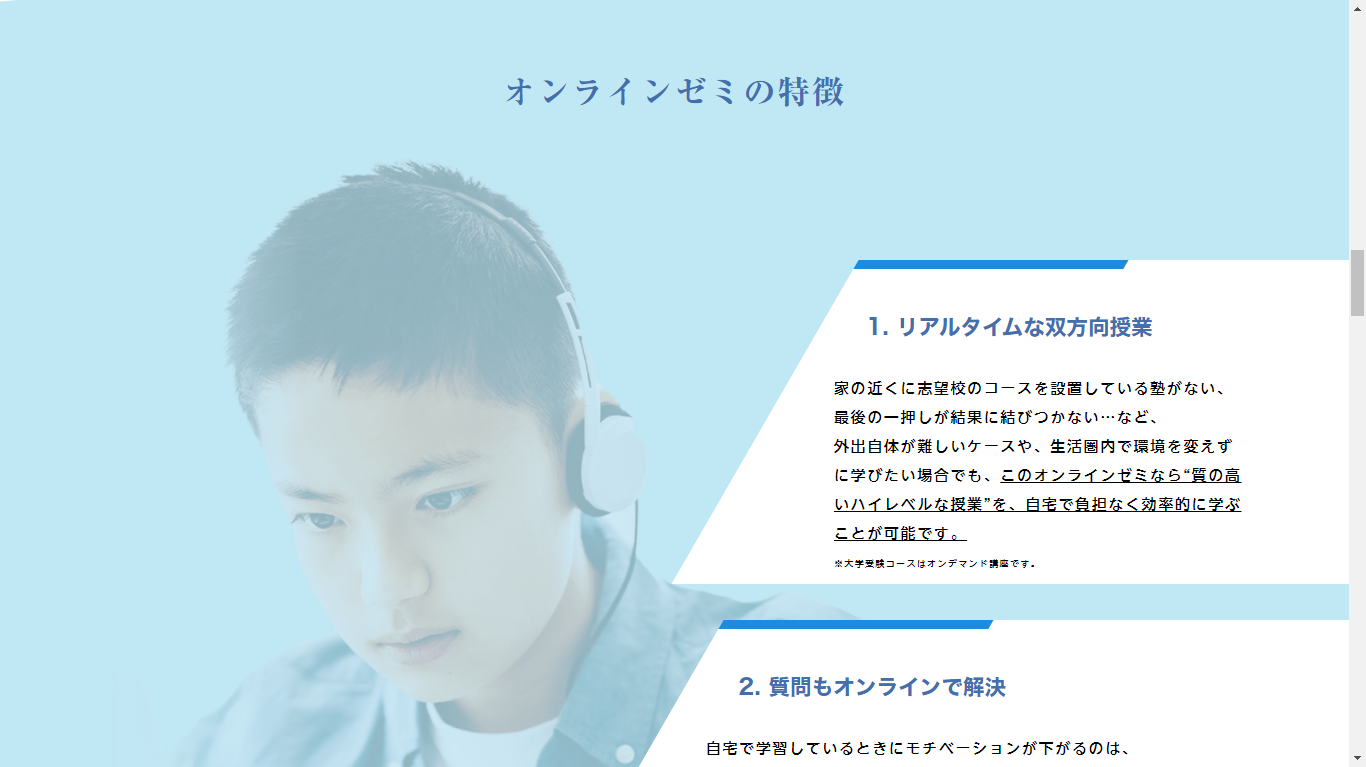 オンラインゼミの特徴
1. リアルタイムな双方向授業
家の近くに志望校のコースを設置している塾がない、
最後の一押しが結果に結びつかない…など、
外出自体が難しいケースや、生活圏内で環境を変えず
に学びたい場合でも、このオンラインゼミなら“質の高
いハイレベルな授業”を、自宅で負担なく効率的に学ぶ
ことが可能です。
※大学受験コースはオンデマンド講座です。
2. 質問もオンラインで解決
自宅で学習しているときにモチベーションが下がるのは、